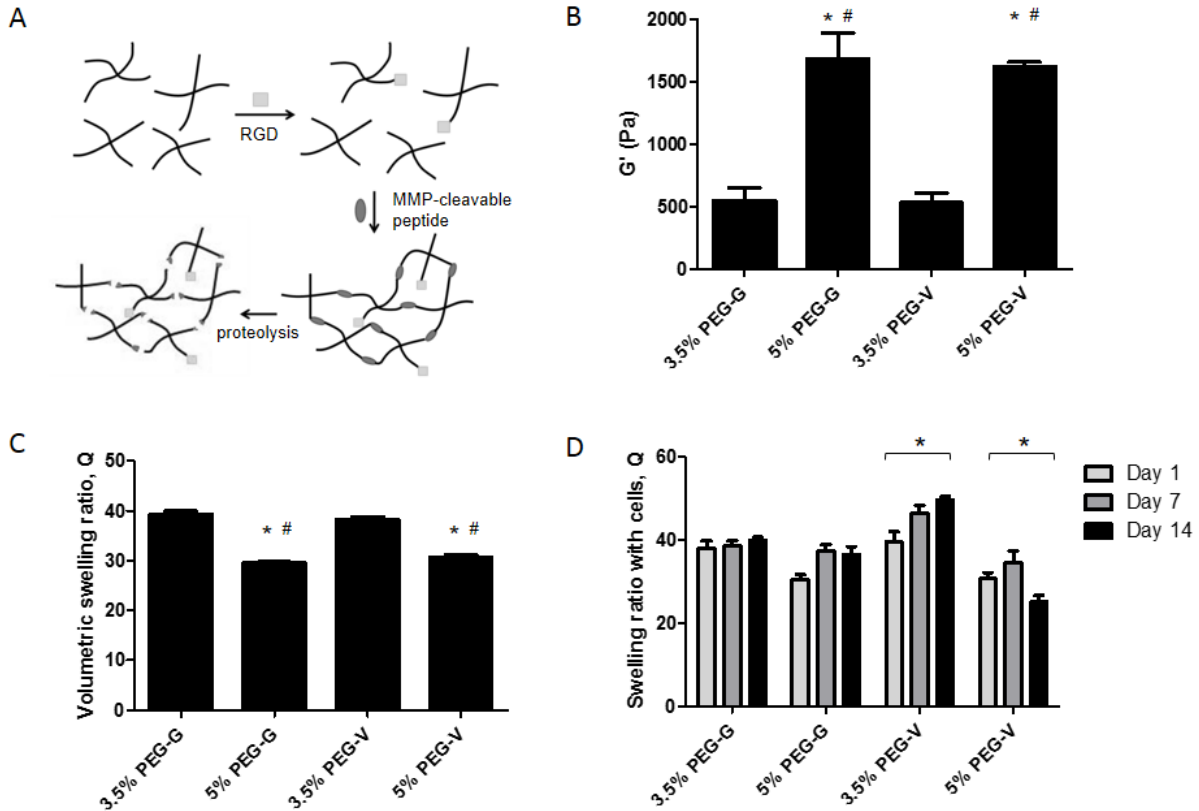 A
RGD
MMP-cleavable
peptide
proteolysis
B
G' (Pa)
2000
1500
1000
500
0
* #
* #
3.5% PEG-G
5% PEG-G
3.5% PEG-V
5% PEG-V
C
Volumetric swelling ratio, Q
50
40
30
20
10
0
* #
* #
3.5% PEG-G
5% PEG-G
3.5% PEG-V
5% PEG-V
D
Swelling ratio with cells, Q
60
40
20
0
*
*
3.5% PEG-G
5% PEG-G
3.5% PEG-V
5% PEG-V
Day 1
Day 7
Day 14